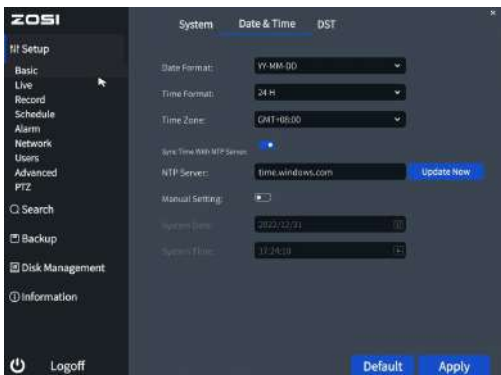 ZOSI
System Date & Time DST
Setup
Basic
Live
Record
Schedule
Alarm
Network
Users
Advanced
PTZ
Search
Backup
Disk Management
Information
Logoff
Date Format: YY-MM-DD
Time Format: 24 H
Time Zone: GMT+08:00
Sync Time With NTP Server:
NTP Server: time.windows.com Update Now
Manual Setting:
System Date: 2022/12/31
System Time: 17:24:10
Default Apply